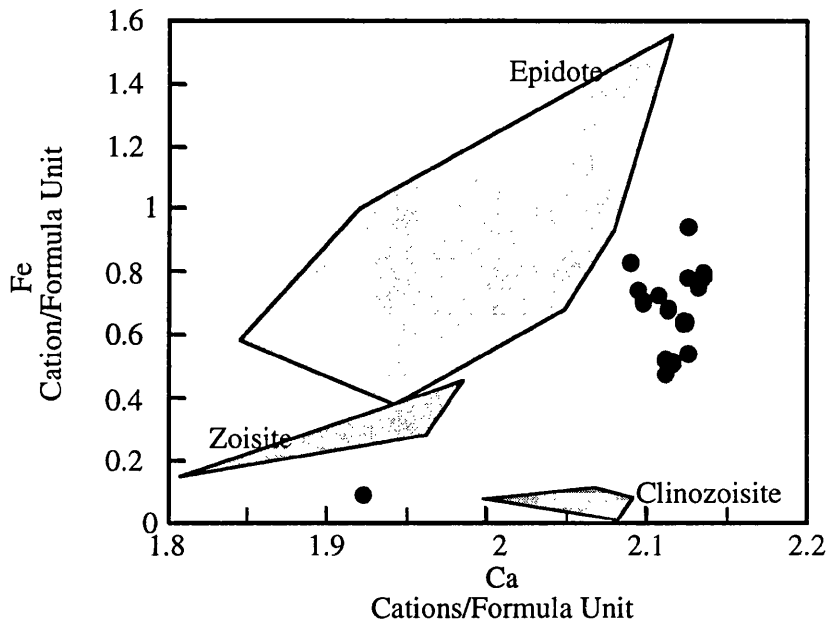 1.6
1.4
1.2
1
0.8
0.6
0.4
0.2
0
Fe
Cation/Formula Unit
Epidote
Zoisite
Clinozoisite
1.8
1.9
2
2.1
2.2
Ca
Cations/Formula Unit